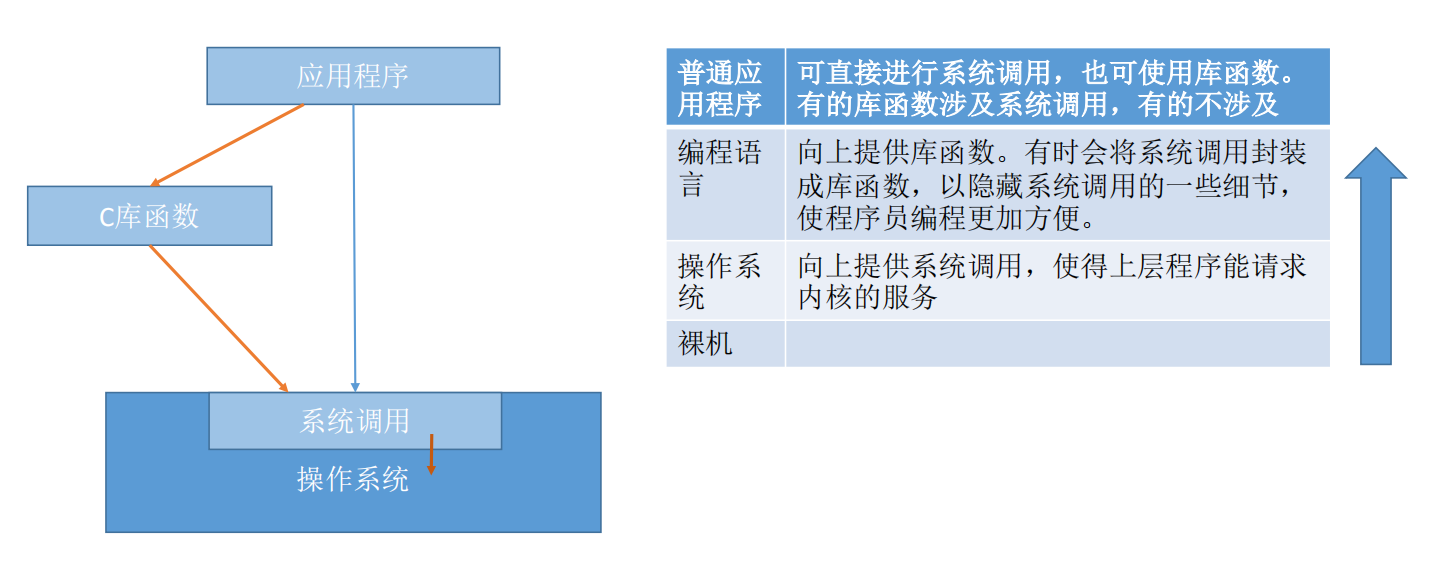 应用程序
C库函数
系统调用
操作系统
普通应
用程序
可直接进行系统调用，也可使用库函数。
有的库函数涉及系统调用，有的不涉及
编程语
言
向上提供库函数。有时会将系统调用封装
成库函数，以隐藏系统调用的一些细节，
使程序员编程更加方便。
操作系
统
向上提供系统调用，使得上层程序能请求
内核的服务
裸机